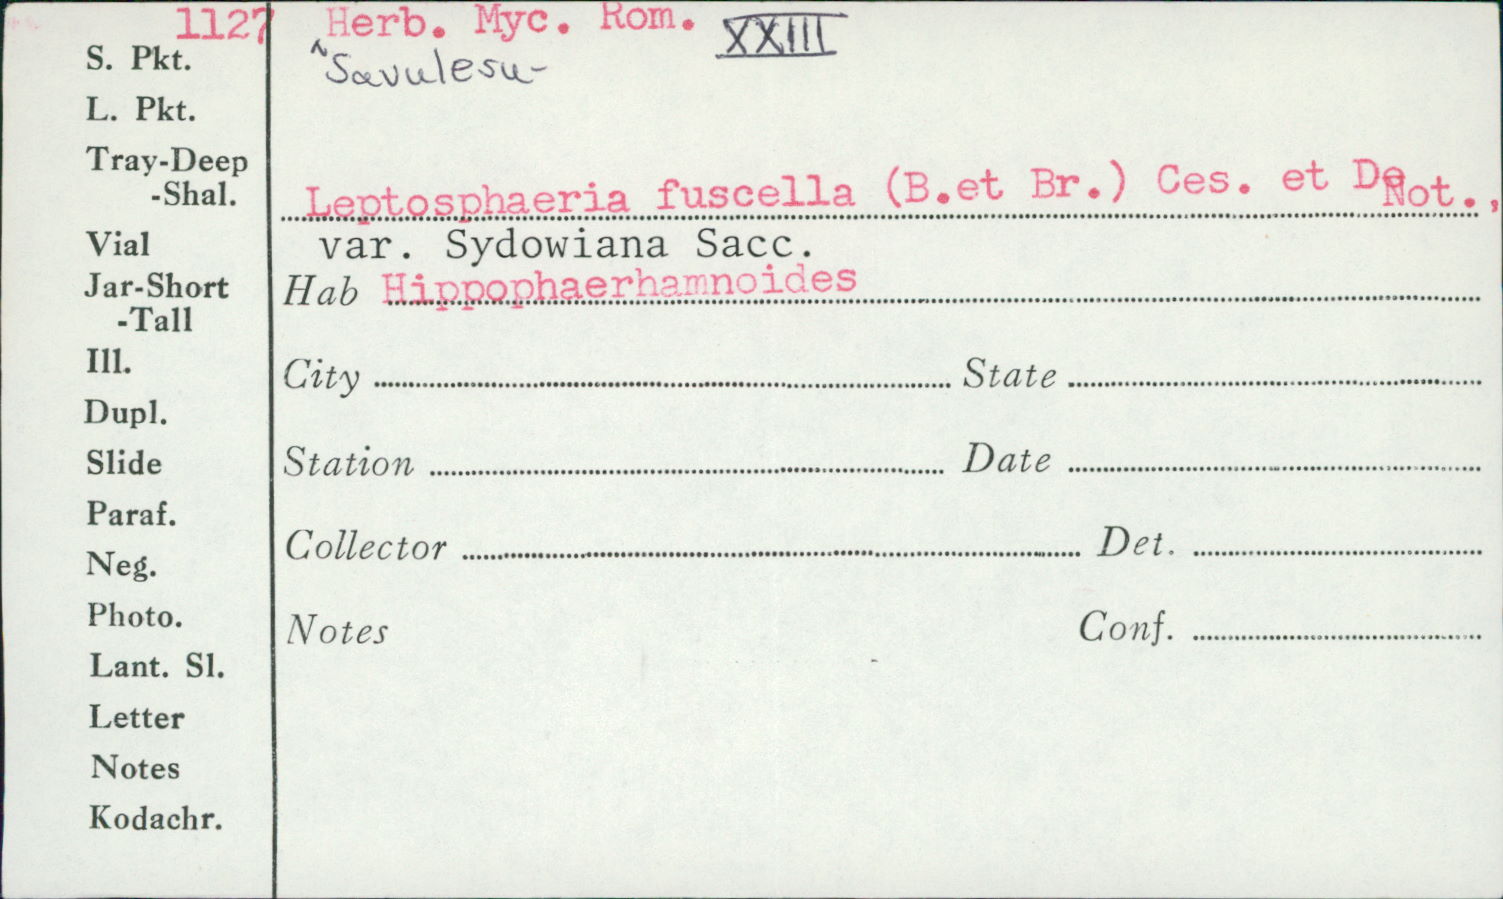 1127 Herb. Myc. Rom. XXIII
^Savulesu-
S. Pkt.
L. Pkt.
Tray-Deep
-Shal.
Vial
Jar-Short
-Tall
Ill.
Dupl.
Slide
Paraf.
Neg.
Photo.
Lant. Sl.
Letter
Notes
Kodachr.
Leptosphaeria fuscella (B.et Br.) Ces. et De Not.,
var. Sydowiana Sacc.
Hab Hippophaerhamnoides
City State
Station Date
Collector Det.
Notes Conf.